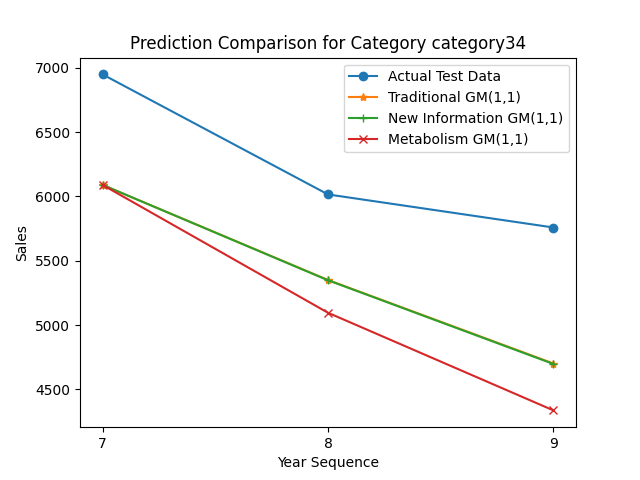 Prediction Comparison for Category category34
Actual Test Data
Traditional GM(1,1)
New Information GM(1,1)
Metabolism GM(1,1)
7000
6500
6000
5500
5000
4500
Sales
7
8
9
Year Sequence